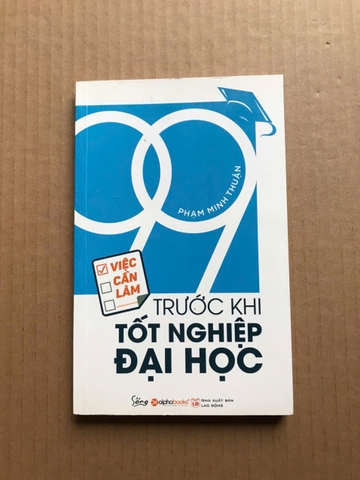 99
PHẠM MINH THUẬN
VIỆC
CẦN
LÀM
TRƯỚC KHI
TỐT NGHIỆP
ĐẠI HỌC
Sống
alphabooks
NHÀ XUẤT BẢN
LAO ĐỘNG